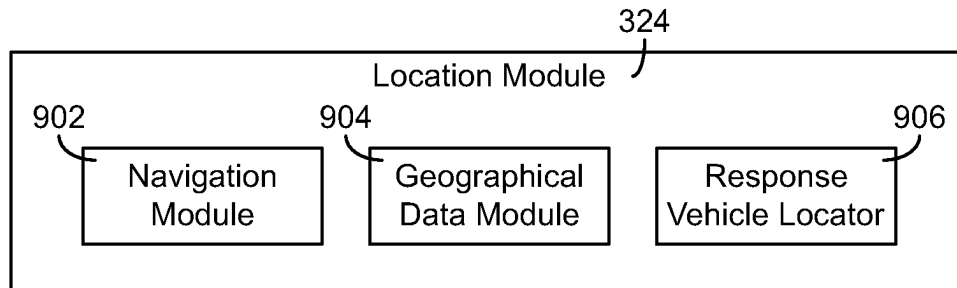 324
Location Module
902
904
906
Navigation
Module
Geographical
Data Module
Response
Vehicle Locator